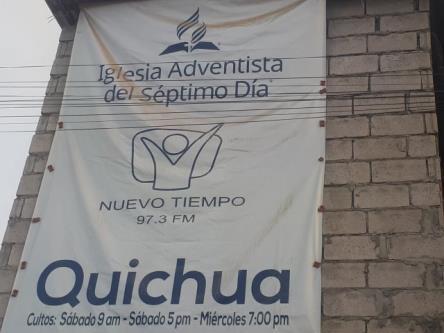 Iglesia Adventista
del Séptimo Día
NUEVO TIEMPO
97.3 FM
Quichua
Cultos: Sábado 9 am - Sábado 5 pm - Miércoles 7:00 pm